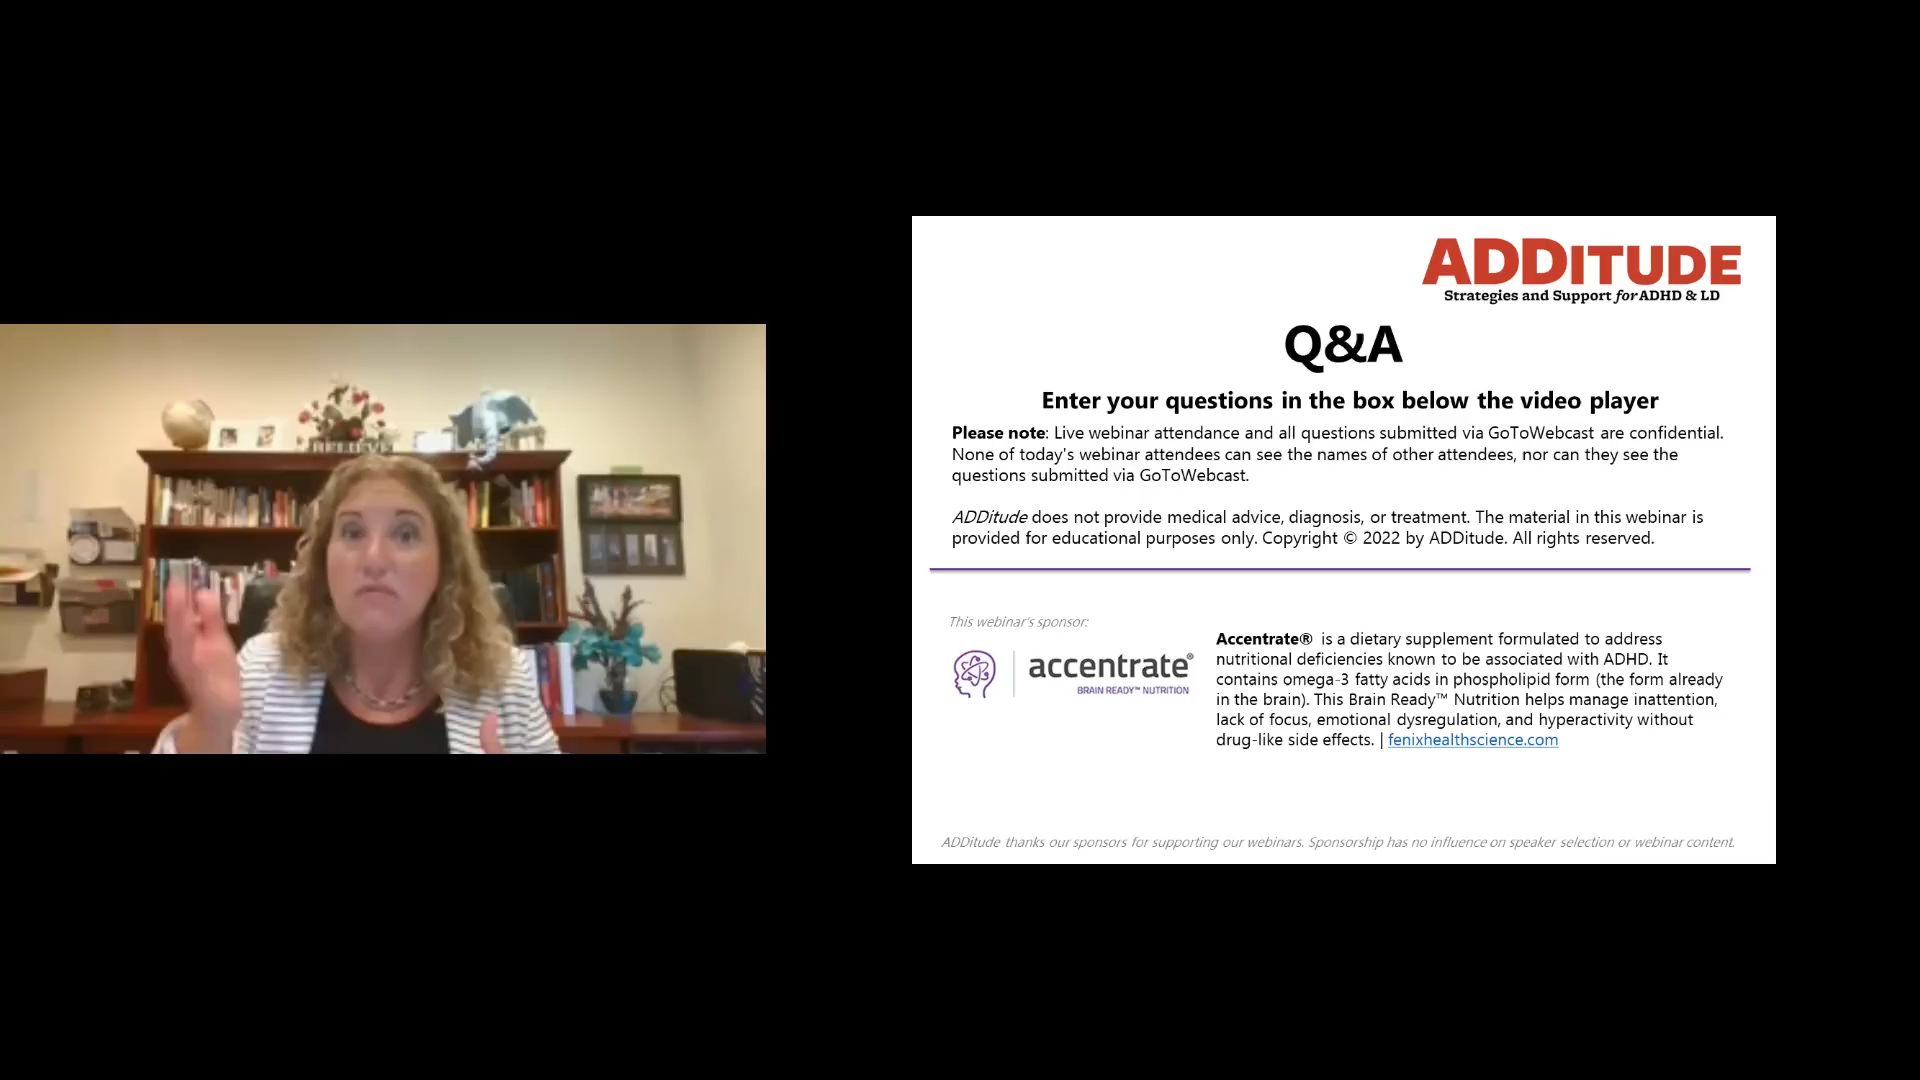 BELIEVE
ADDITUDE
Strategies and Support for ADHD & LD
Q&A
Enter your questions in the box below the video player
Please note: Live webinar attendance and all questions submitted via GoToWebcast are confidential.
None of today's webinar attendees can see the names of other attendees, nor can they see the
questions submitted via GoToWebcast.
ADDitude does not provide medical advice, diagnosis, or treatment. The material in this webinar is
provided for educational purposes only. Copyright © 2022 by ADDitude. All rights reserved.
This webinar's sponsor:
accentrate®
BRAIN READY™ NUTRITION
Accentrate® is a dietary supplement formulated to address
nutritional deficiencies known to be associated with ADHD. It
contains omega-3 fatty acids in phospholipid form (the form already
in the brain). This Brain Ready™ Nutrition helps manage inattention,
lack of focus, emotional dysregulation, and hyperactivity without
drug-like side effects. | fenixhealthscience.com
ADDitude thanks our sponsors for supporting our webinars. Sponsorship has no influence on speaker selection or webinar content.